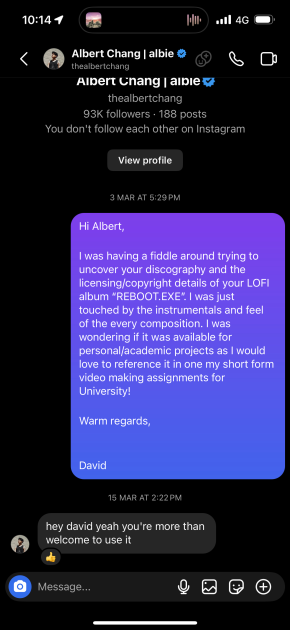 10:14
4G
Albert Chang | albie
thealbertchang
Albert Chang | albie
thealbertchang
93K followers · 188 posts
You don't follow each other on Instagram
View profile
3 MAR AT 5:29 PM
Hi Albert,
I was having a fiddle around trying to
uncover your discography and the
licensing/copyright details of your LOFI
album “REBOOT.EXE”. I was just
touched by the instrumentals and feel
of the every composition. I was
wondering if it was available for
personal/academic projects as I would
love to reference it in one my short form
video making assignments for
University!
Warm regards,
David
15 MAR AT 2:22 PM
hey david yeah you're more than
welcome to use it
Message...